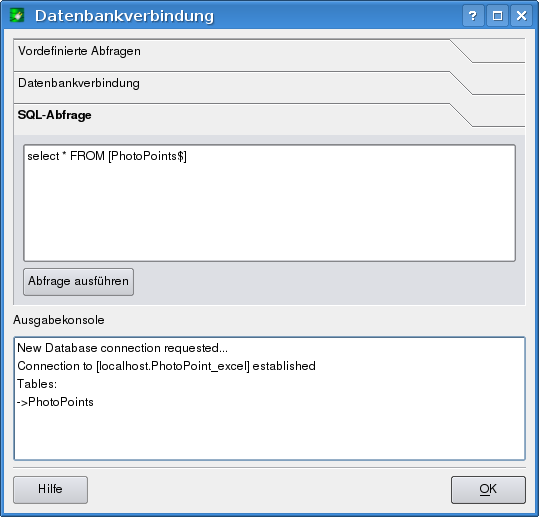 Datenbankverbindung
Vordefinierte Abfragen
Datenbankverbindung
SQL-Abfrage
select * FROM [PhotoPoints$]
Abfrage ausführen
Ausgabekonsole
New Database connection requested...
Connection to [localhost.PhotoPoint_excel] established
Tables:
->PhotoPoints
Hilfe
OK